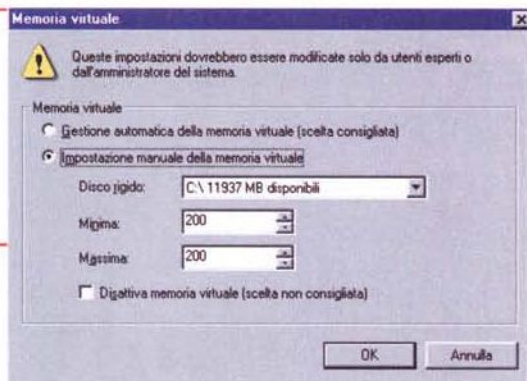 Memoria virtuale
Queste impostazioni dovrebbero essere modificate solo da utenti esperti o
dall'amministratore del sistema.
Memoria virtuale
Gestione automatica della memoria virtuale (scelta consigliata)
Impostazione manuale della memoria virtuale
Disco rigido: C:\ 11937 MB disponibili
Minima: 200
Massima: 200
Disattiva memoria virtuale (scelta non consigliata)
OK Annulla